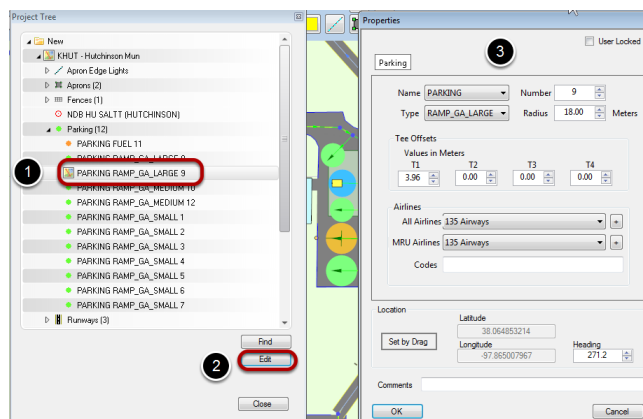 Project Tree
New
KHUT - Hutchinson Mun
Apron Edge Lights
Aprons (2)
Fences (1)
NDB HU SALTT (HUTCHINSON)
Parking (12)
PARKING FUEL 11
PARKING RAMP_GA_LARGE 8
1
PARKING RAMP_GA_LARGE 9
PARKING RAMP_GA_MEDIUM 10
PARKING RAMP_GA_MEDIUM 12
PARKING RAMP_GA_SMALL 1
PARKING RAMP_GA_SMALL 2
PARKING RAMP_GA_SMALL 3
PARKING RAMP_GA_SMALL 4
PARKING RAMP_GA_SMALL 5
PARKING RAMP_GA_SMALL 6
PARKING RAMP_GA_SMALL 7
Runways (3)
Find
2
Edit
Close
Properties
3
User Locked
Parking
Name PARKING Number 9
Type RAMP_GA_LARGE Radius 18.00 Meters
Tee Offsets
Values in Meters
T1 T2 T3 T4
3.96 0.00 0.00 0.00
Airlines
All Airlines 135 Airways +
MRU Airlines 135 Airways +
Codes
Location
Latitude
38.064853214
Set by Drag Longitude Heading
-97.865007967 271.2
Comments
OK Cancel